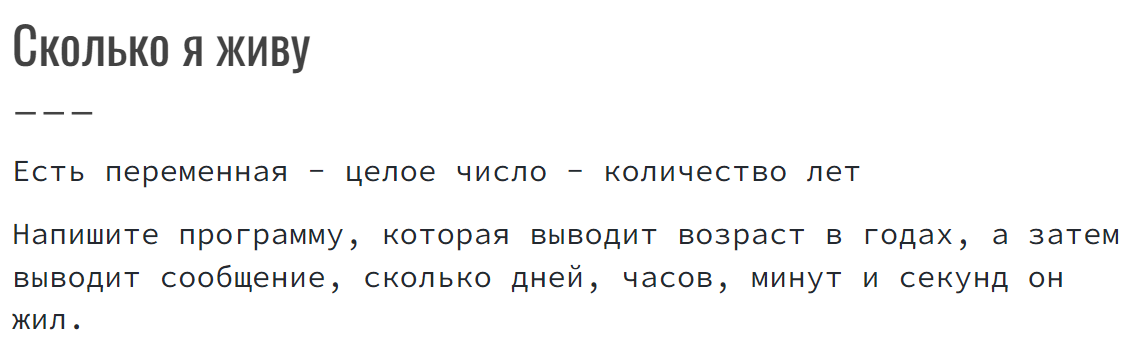 Сколько я живу
———
Есть переменная - целое число - количество лет
Напишите программу, которая выводит возраст в годах, а затем
выводит сообщение, сколько дней, часов, минут и секунд он
жил.